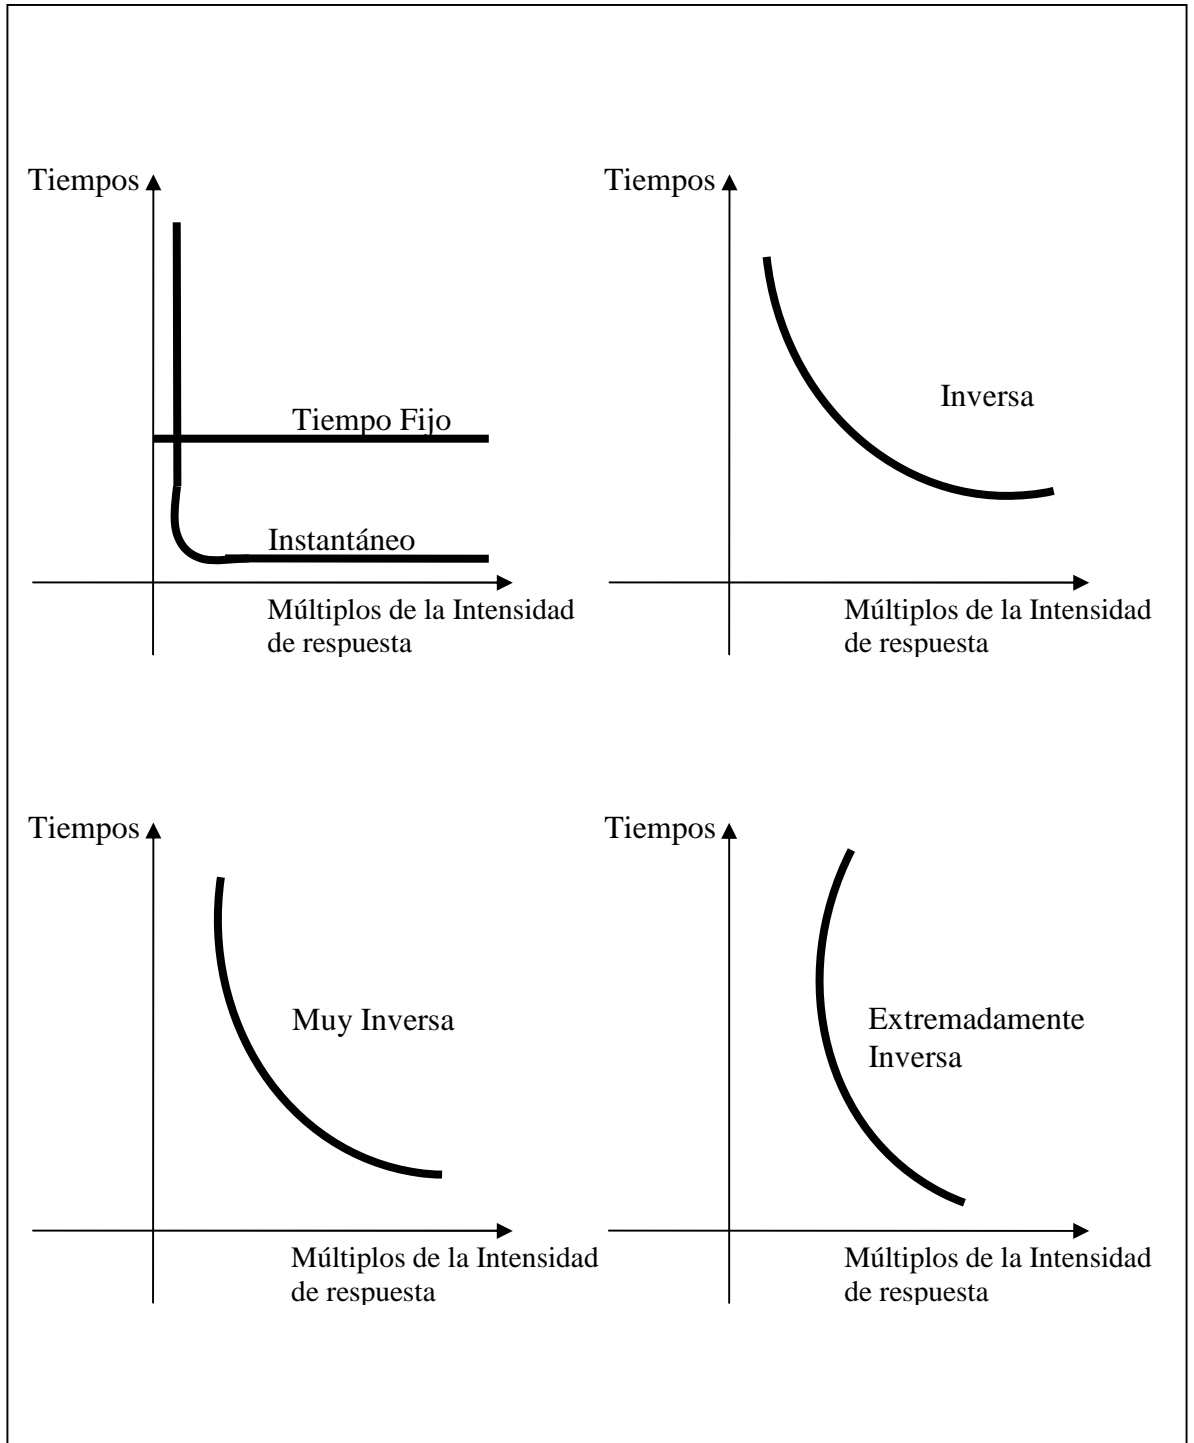 Tiempos
Tiempo Fijo
Instantáneo
Múltiplos de la Intensidad
de respuesta
Tiempos
Inversa
Múltiplos de la Intensidad
de respuesta
Tiempos
Muy Inversa
Múltiplos de la Intensidad
de respuesta
Tiempos
Extremadamente
Inversa
Múltiplos de la Intensidad
de respuesta